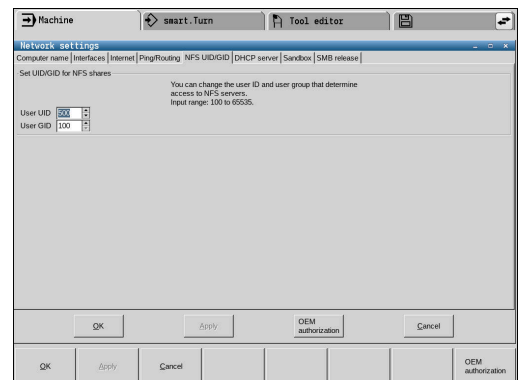 Machine smart.Turn Tool editor
Network settings
Computer name Interfaces Internet Ping/Routing NFS UID/GID DHCP server Sandbox SMB release
Set UID/GID for NFS shares
You can change the user ID and user group that determine
access to NFS servers.
Input range: 100 to 65535.
User UID 500
User GID 100
OK Apply OEM authorization Cancel
OK Apply Cancel OEM authorization